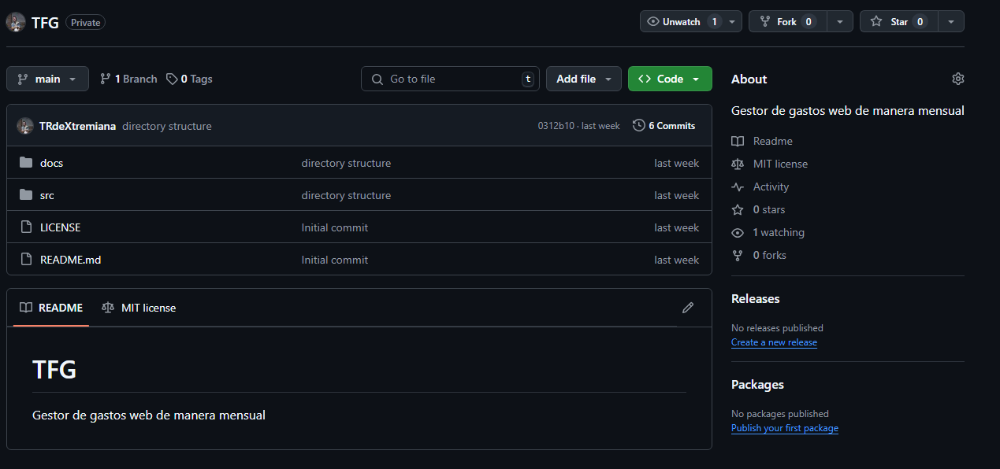 TFG Private Unwatch 1 Fork 0 Star 0
main 1 Branch 0 Tags Go to file t Add file Code
TRdeXtremiana directory structure 0312b10 · last week 6 Commits
docs directory structure last week
src directory structure last week
LICENSE Initial commit last week
README.md Initial commit last week
README MIT license
TFG
Gestor de gastos web de manera mensual
About
Gestor de gastos web de manera mensual
Readme
MIT license
Activity
0 stars
1 watching
0 forks
Releases
No releases published
Create a new release
Packages
No packages published
Publish your first package